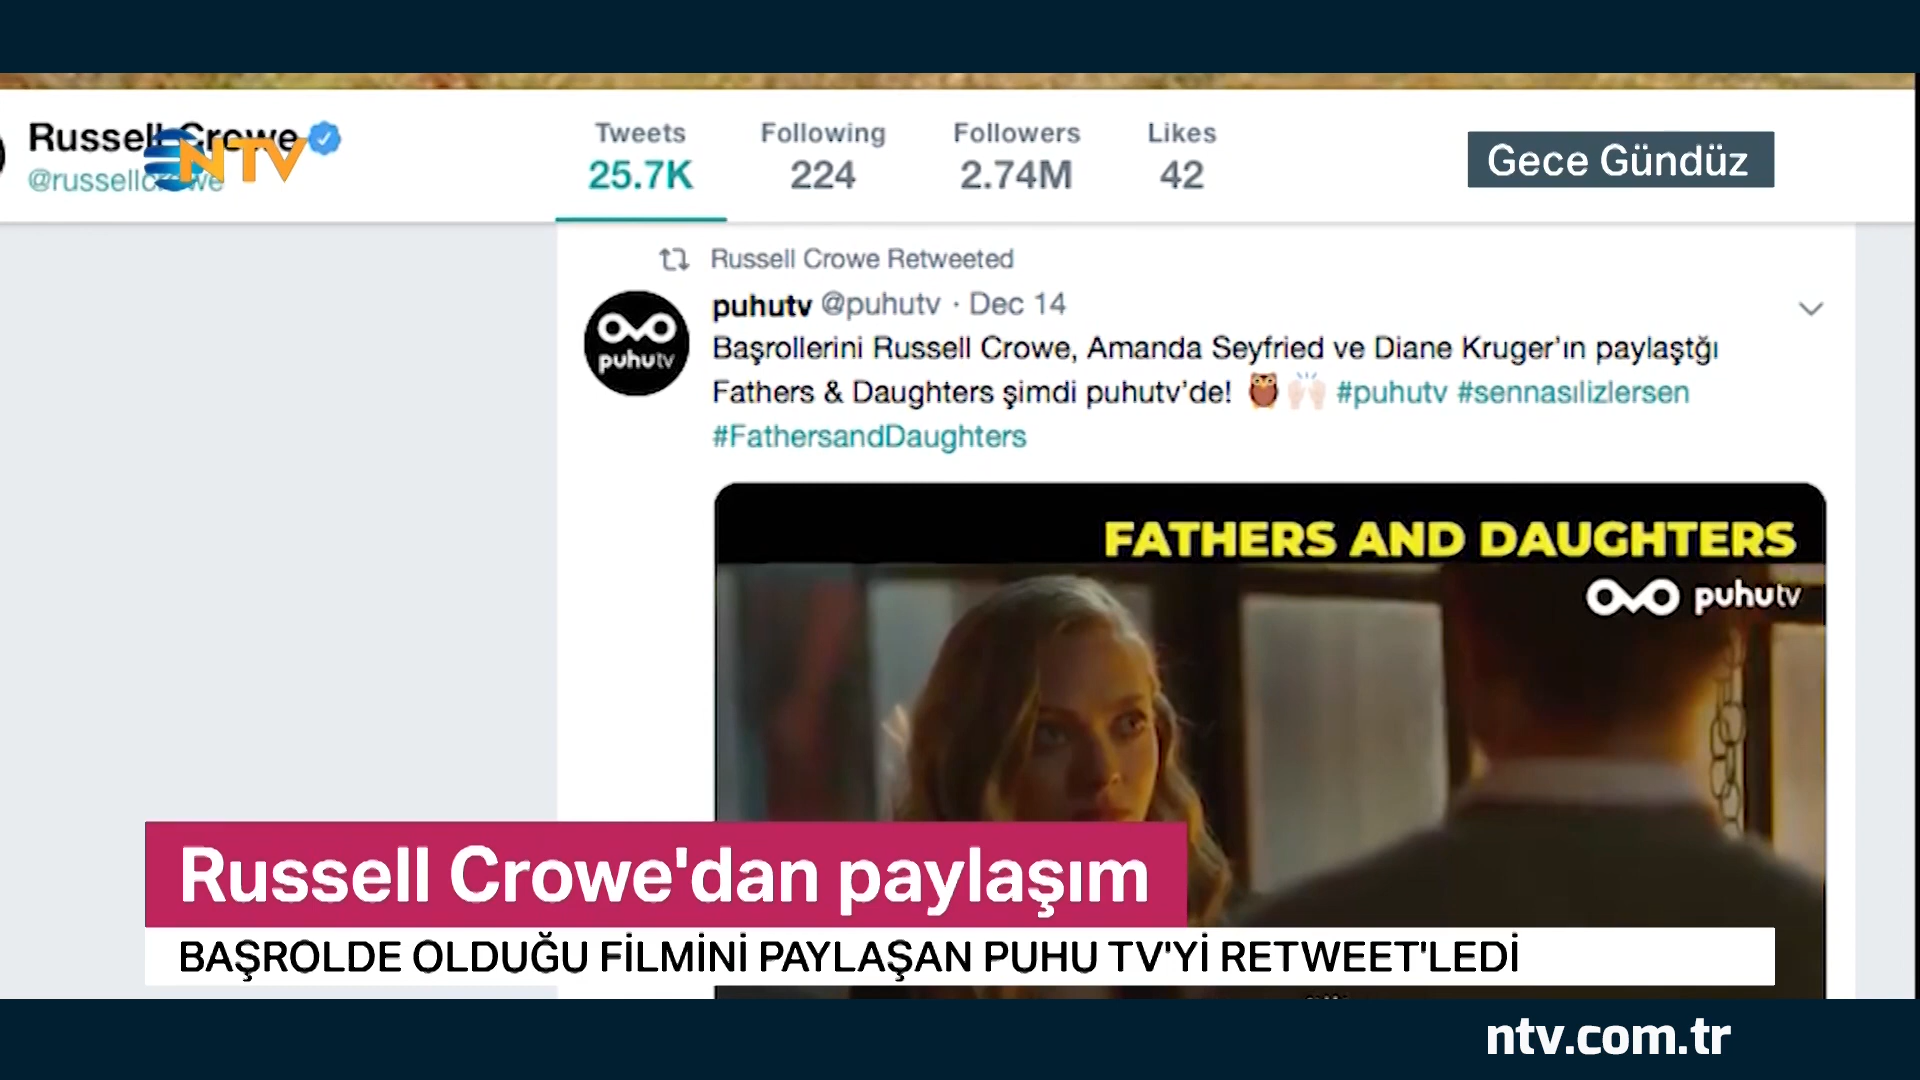 Russell Crowe
@russellcrowe
NTV
Tweets
25.7K
Following
224
Followers
2.74M
Likes
42
Gece Gündüz
Russell Crowe Retweeted
puhutv @puhutv · Dec 14
puhutv
Başrollerini Russell Crowe, Amanda Seyfried ve Diane Kruger’ın paylaştğı
Fathers & Daughters şimdi puhutv’de! 🦉🙌🏻 #puhutv #sennasılizlersen
#FathersandDaughters
FATHERS AND DAUGHTERS
puhutv
Russell Crowe'dan paylaşım
BAŞROLDE OLDUĞU FİLMİNİ PAYLAŞAN PUHU TV'Yİ RETWEET'LEDİ
ntv.com.tr